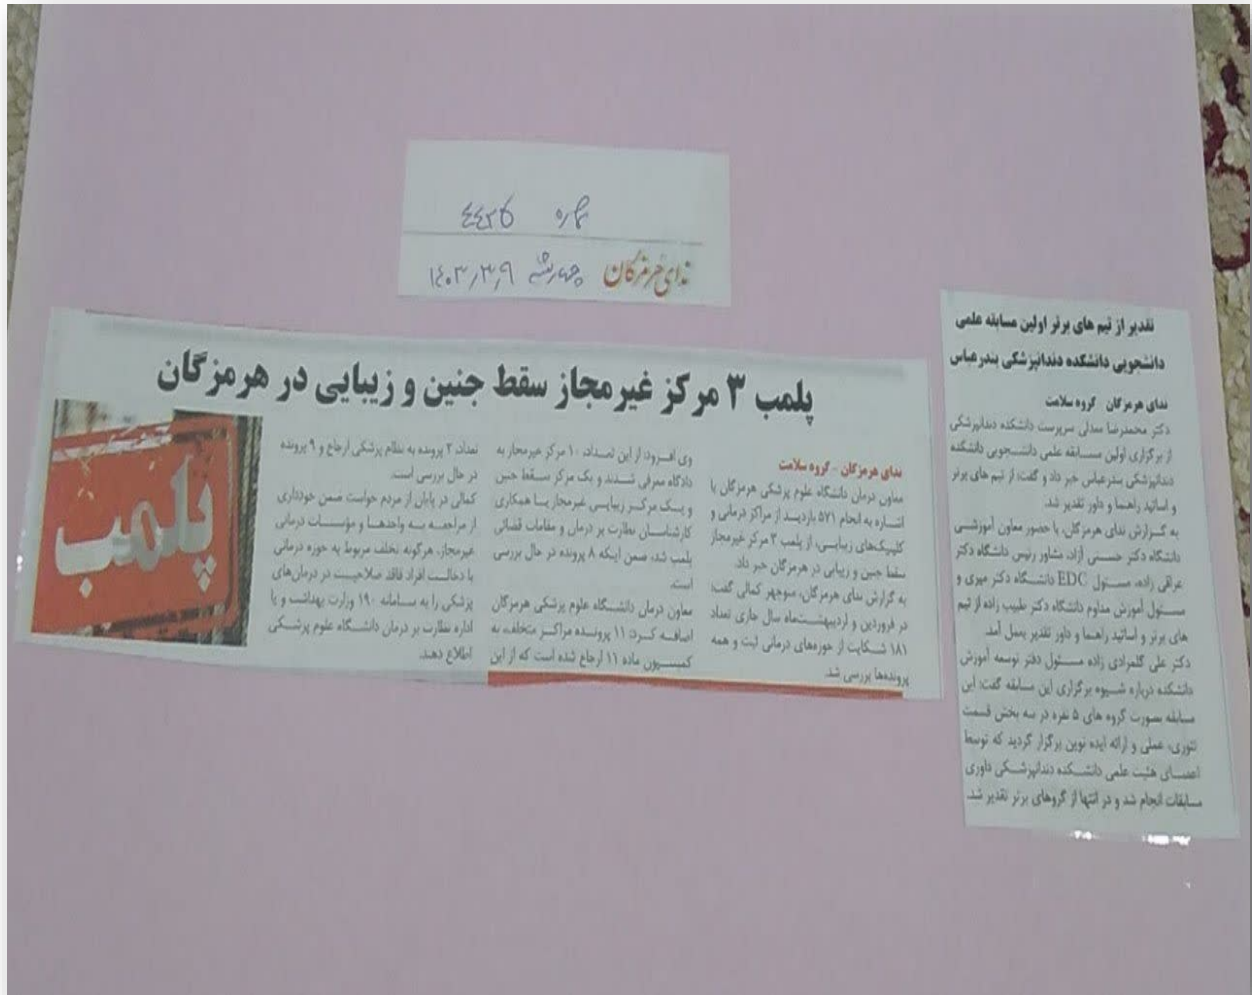 شماره ۴۴۳۵
ندای هرمزگان چهارشنبه ۱۴۰۳٫۳٫۹
پلمب ۳ مرکز غیرمجاز سقط جنین و زیبایی در هرمزگان
ندای هرمزگان - گروه سلامت
معاون درمان دانشگاه علوم پزشکی هرمزگان با
اشاره به انجام ۵۷۱ بازدید از مراکز درمانی و
کلینیک‌های زیبایی، از پلمب ۳ مرکز غیرمجاز
سقط جنین و زیبایی در هرمزگان خبر داد.
به گزارش ندای هرمزگان، منوچهر کمالی گفت:
در فروردین و اردیبهشت‌ماه سال جاری تعداد
۱۸۱ شکایت از حوزه‌های درمانی ثبت و همه
پرونده‌ها بررسی شد.
وی افزود: از این تعداد، ۱۰ مرکز غیرمجاز به
دادگاه معرفی شدند و یک مرکز سقط جنین
و یک مرکز زیبایی غیرمجاز با همکاری
کارشناسان نظارت بر درمان و مقامات قضائی
پلمب شد، ضمن اینکه ۸ پرونده در حال بررسی
است.
معاون درمان دانشگاه علوم پزشکی هرمزگان
اضافه کرد: ۱۱ پرونده مراکز متخلف به
کمیسیون ماده ۱۱ ارجاع شده است که از این
تعداد، ۲ پرونده به نظام پزشکی ارجاع و ۹ پرونده
در حال بررسی است.
کمالی در پایان از مردم خواست ضمن خودداری
از مراجعه به واحدها و مؤسسات درمانی
غیرمجاز، هرگونه تخلف مربوط به حوزه درمانی
با دخالت افراد فاقد صلاحیت در درمان‌های
پزشکی را به سامانه ۱۹۰ وزارت بهداشت و یا
اداره نظارت بر درمان دانشگاه علوم پزشکی
اطلاع دهند.
پلمب
تقدیر از تیم های برتر اولین مسابقه علمی
دانشجویی دانشکده دندانپزشکی بندرعباس
ندای هرمزگان گروه سلامت
دکتر محمدرضا معدلی سرپرست دانشکده دندانپزشکی
از برگزاری اولین مسابقه علمی دانشجویی دانشکده
دندانپزشکی بندرعباس خبر داد و گفت: از تیم های برتر
و اساتید راهنما و داور تقدیر شد.
به گزارش ندای هرمزگان، با حضور معاون آموزشی
دانشگاه دکتر حسنی آزاد، مشاور رئیس دانشگاه دکتر
عراقی زاده، مسئول EDC دانشگاه دکتر مهری و
مسئول آموزش مداوم دانشگاه دکتر طبیب زاده از تیم
های برتر و اساتید راهنما و داور تقدیر بعمل آمد.
دکتر علی گلمرادی زاده مسئول دفتر توسعه آموزش
دانشکده درباره شیوه برگزاری این مسابقه گفت: این
مسابقه بصورت گروه های ۵ نفره در سه بخش قسمت
تئوری، عملی و ارائه ایده نوین برگزار گردید که توسط
اعضای هیئت علمی دانشکده دندانپزشکی داوری
مسابقات انجام شد و در انتها از گروهای برتر تقدیر شد.